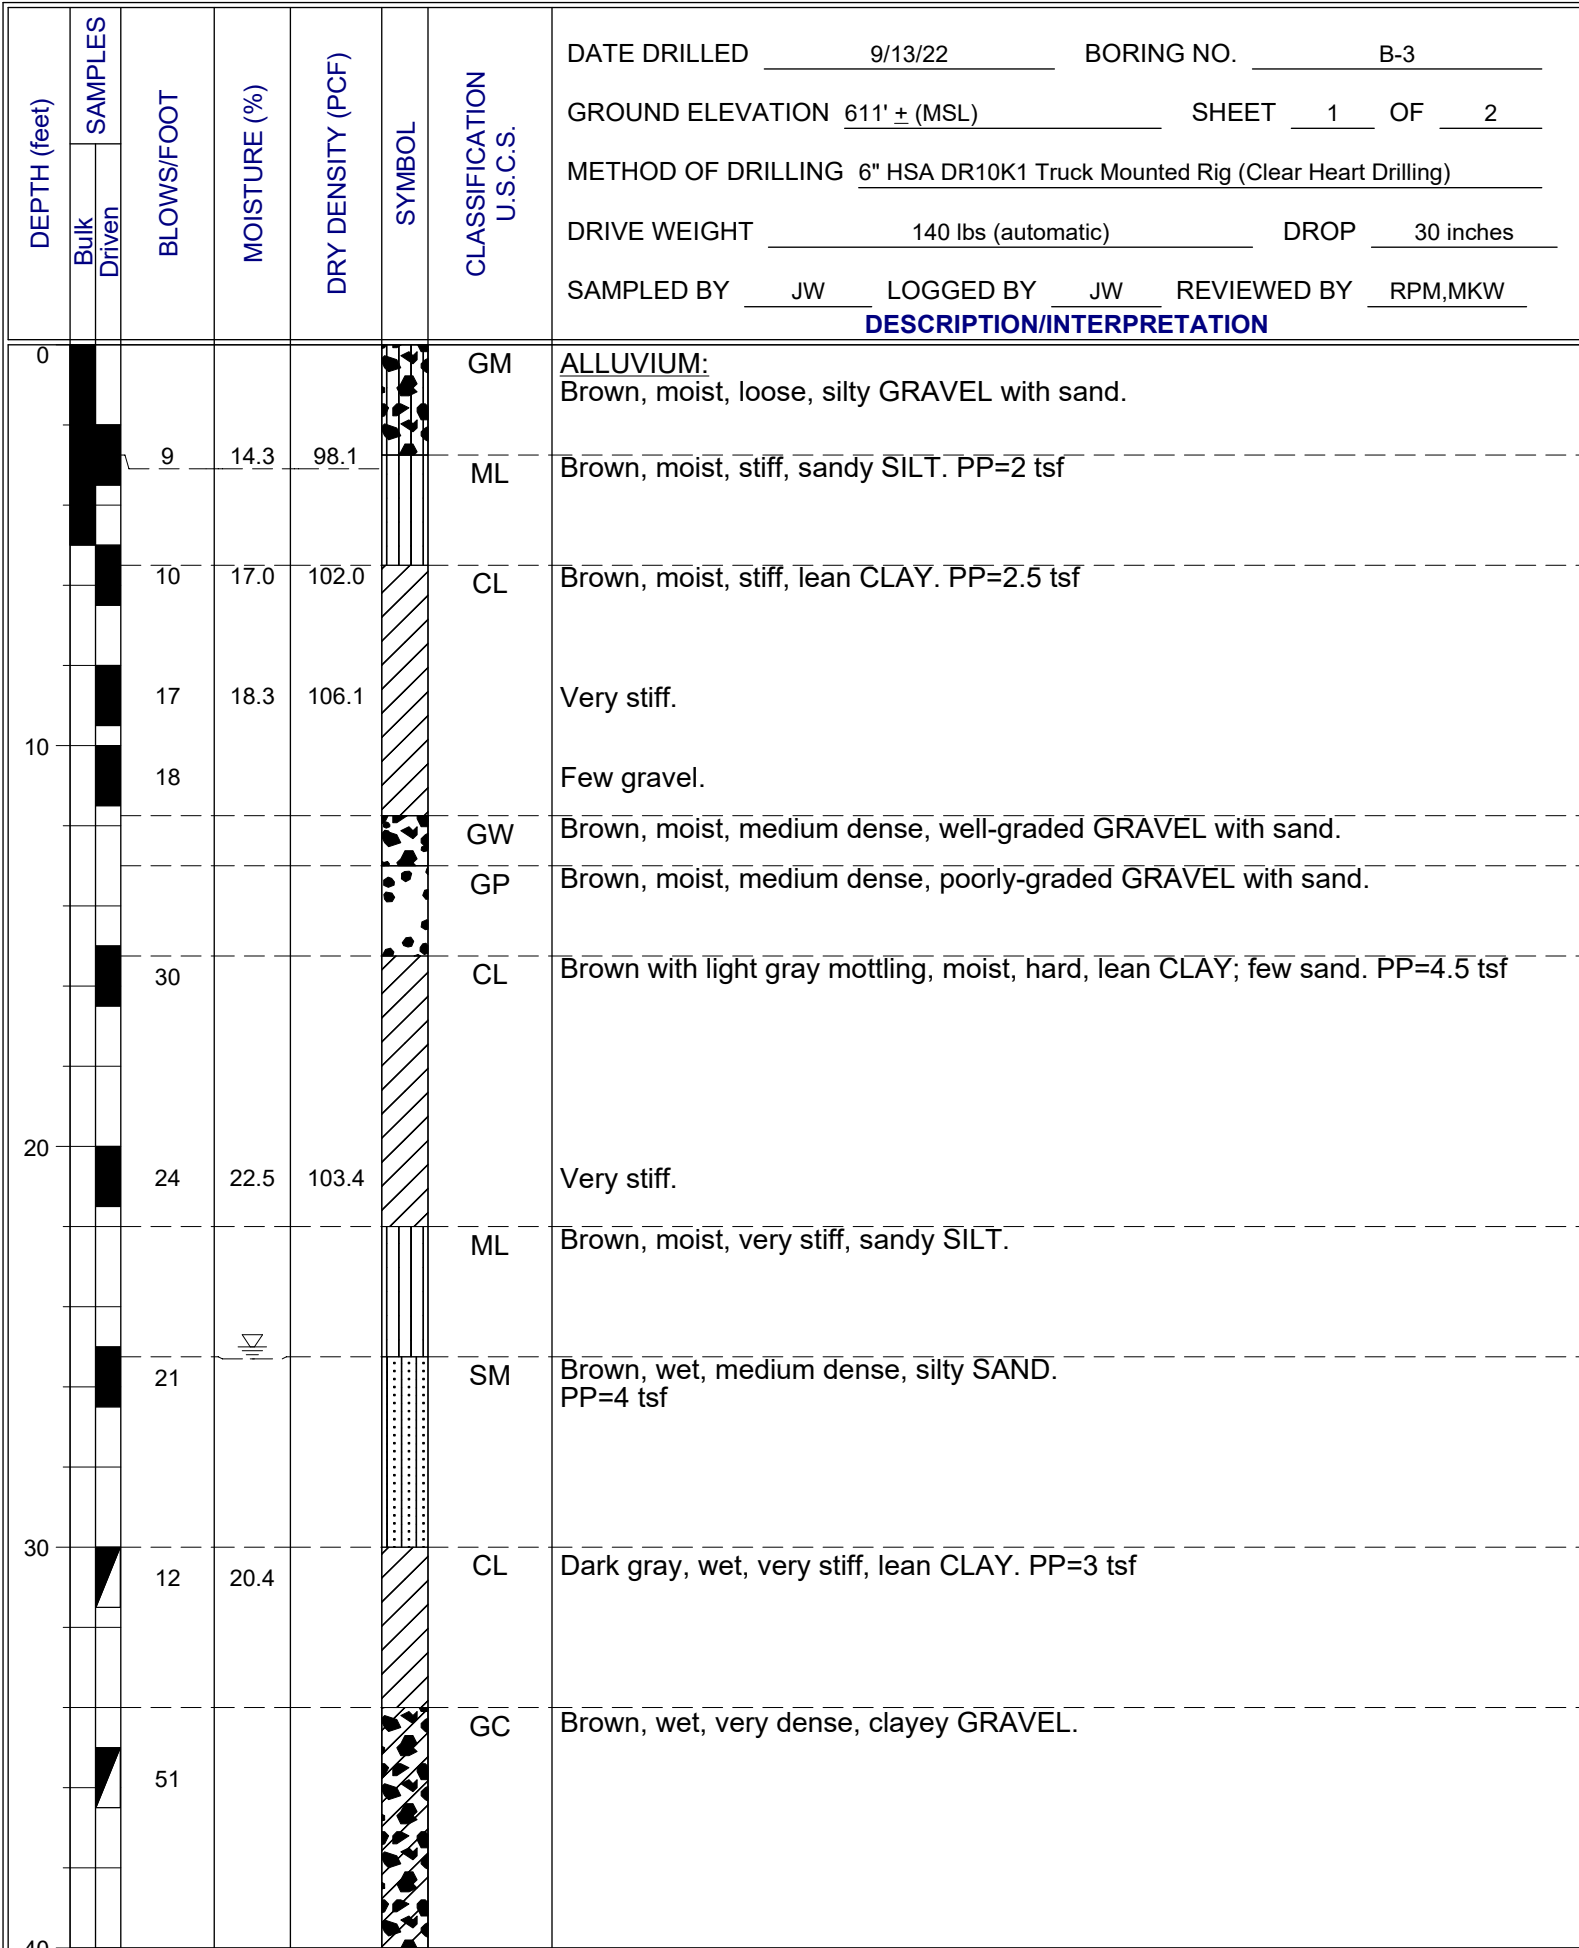 DEPTH (feet)
SAMPLES
Bulk
Driven
BLOWS/FOOT
MOISTURE (%)
DRY DENSITY (PCF)
SYMBOL
CLASSIFICATION
U.S.C.S.
DATE DRILLED 9/13/22 BORING NO. B-3
GROUND ELEVATION 611' ± (MSL) SHEET 1 OF 2
METHOD OF DRILLING 6" HSA DR10K1 Truck Mounted Rig (Clear Heart Drilling)
DRIVE WEIGHT 140 lbs (automatic) DROP 30 inches
SAMPLED BY JW LOGGED BY JW REVIEWED BY RPM,MKW
DESCRIPTION/INTERPRETATION
0 GM ALLUVIUM:
Brown, moist, loose, silty GRAVEL with sand.
9 14.3 98.1
ML Brown, moist, stiff, sandy SILT. PP=2 tsf
10 17.0 102.0 CL Brown, moist, stiff, lean CLAY. PP=2.5 tsf
17 18.3 106.1 Very stiff.
10
18 Few gravel.
GW Brown, moist, medium dense, well-graded GRAVEL with sand.
GP Brown, moist, medium dense, poorly-graded GRAVEL with sand.
30 CL Brown with light gray mottling, moist, hard, lean CLAY; few sand. PP=4.5 tsf
20
24 22.5 103.4 Very stiff.
ML Brown, moist, very stiff, sandy SILT.
21 SM Brown, wet, medium dense, silty SAND.
PP=4 tsf
30
12 20.4 CL Dark gray, wet, very stiff, lean CLAY. PP=3 tsf
GC Brown, wet, very dense, clayey GRAVEL.
51
40